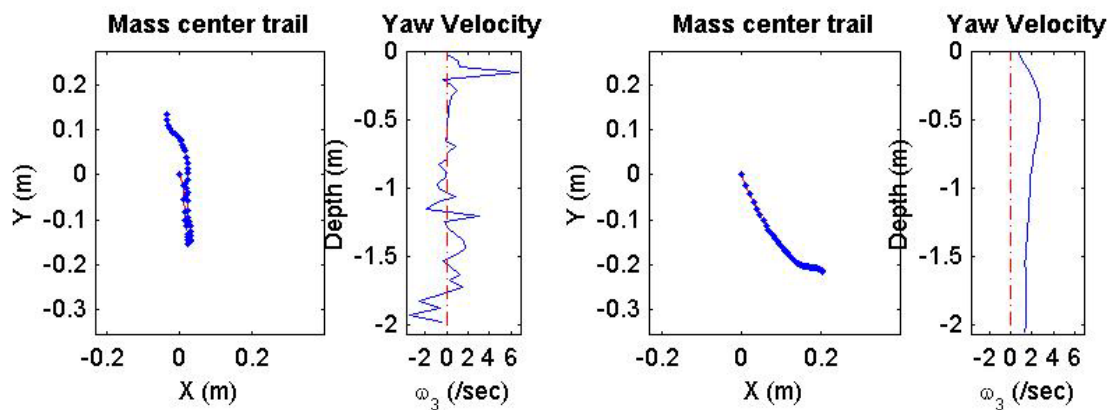 Mass center trail
Yaw Velocity
Mass center trail
Yaw Velocity
Y (m)
0.2
0.1
0
-0.1
-0.2
-0.3
-0.2
0
0.2
X (m)
Depth (m)
0
-0.5
-1
-1.5
-2
-2 0 2 4 6
ω3 (/sec)
Y (m)
0.2
0.1
0
-0.1
-0.2
-0.3
-0.2
0
0.2
X (m)
Depth (m)
0
-0.5
-1
-1.5
-2
-2 0 2 4 6
ω3 (/sec)